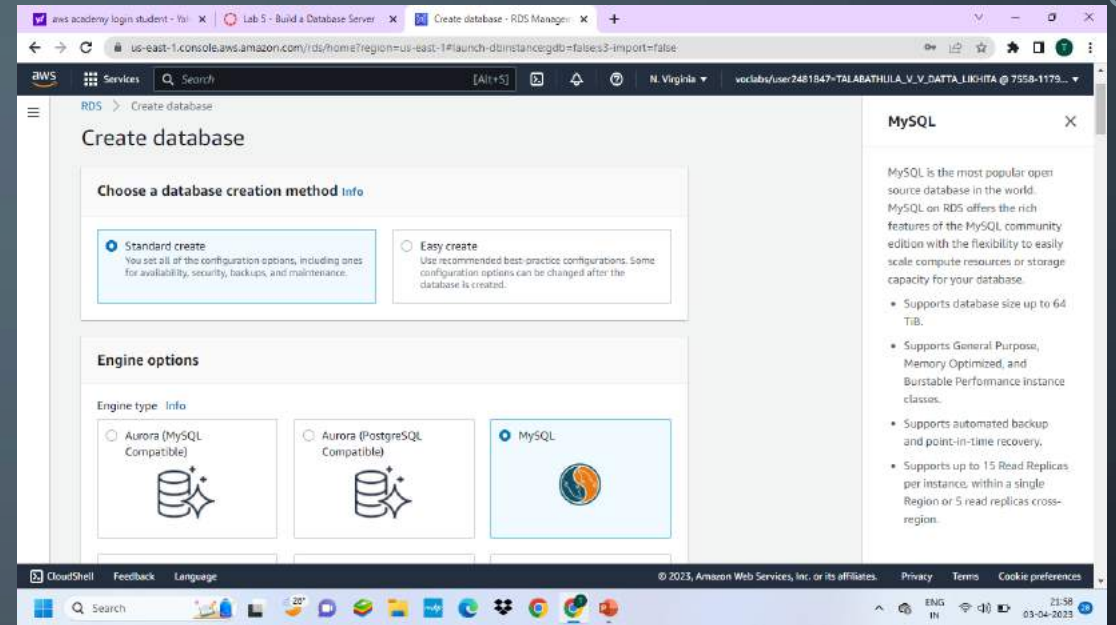 aws academy login student - Yah
Lab 5 - Build a Database Server
Create database - RDS Manager
us-east-1.console.aws.amazon.com/rds/home?region=us-east-1#launch-dbinstance:gdb=false;s3-import=false
aws
Services
Search
[Alt+S]
N. Virginia
voclabs/user2481847=TALABATHULA_V_V_DATTA_LIKHITA @ 7558-1179...
RDS > Create database
Create database
Choose a database creation method Info
Standard create
You set all of the configuration options, including ones
for availability, security, backups, and maintenance.
Easy create
Use recommended best-practice configurations. Some
configuration options can be changed after the
database is created.
Engine options
Engine type Info
Aurora (MySQL
Compatible)
Aurora (PostgreSQL
Compatible)
MySQL
MySQL
MySQL is the most popular open
source database in the world.
MySQL on RDS offers the rich
features of the MySQL community
edition with the flexibility to easily
scale compute resources or storage
capacity for your database.
• Supports database size up to 64
TiB.
• Supports General Purpose,
Memory Optimized, and
Burstable Performance instance
classes.
• Supports automated backup
and point-in-time recovery.
• Supports up to 15 Read Replicas
per instance, within a single
Region or 5 read replicas cross-
region.
CloudShell
Feedback
Language
© 2023, Amazon Web Services, Inc. or its affiliates.
Privacy
Terms
Cookie preferences
Search
20°
ENG
IN
21:58
03-04-2023